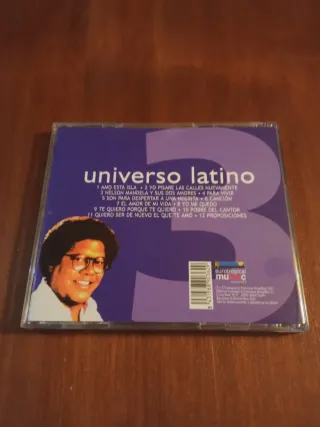 3
universo latino
1 AMO ESTA ISLA • 2 YO PISARE LAS CALLES NUEVAMENTE
3 NELSON MANDELA Y SUS DOS AMORES • 4 PARA VIVIR
5 SON PARA DESPERTAR A UNA NEGRITA • 6 CANCIÓN
7 EL AMOR DE MI VIDA • 8 YO ME QUEDO
9 TE QUIERO PORQUE TE QUIERO • 10 POBRE DEL CANTOR
11 QUIERO SER DE NUEVO EL QUE TE AMÓ • 12 PROPOSICIONES
eurotropical